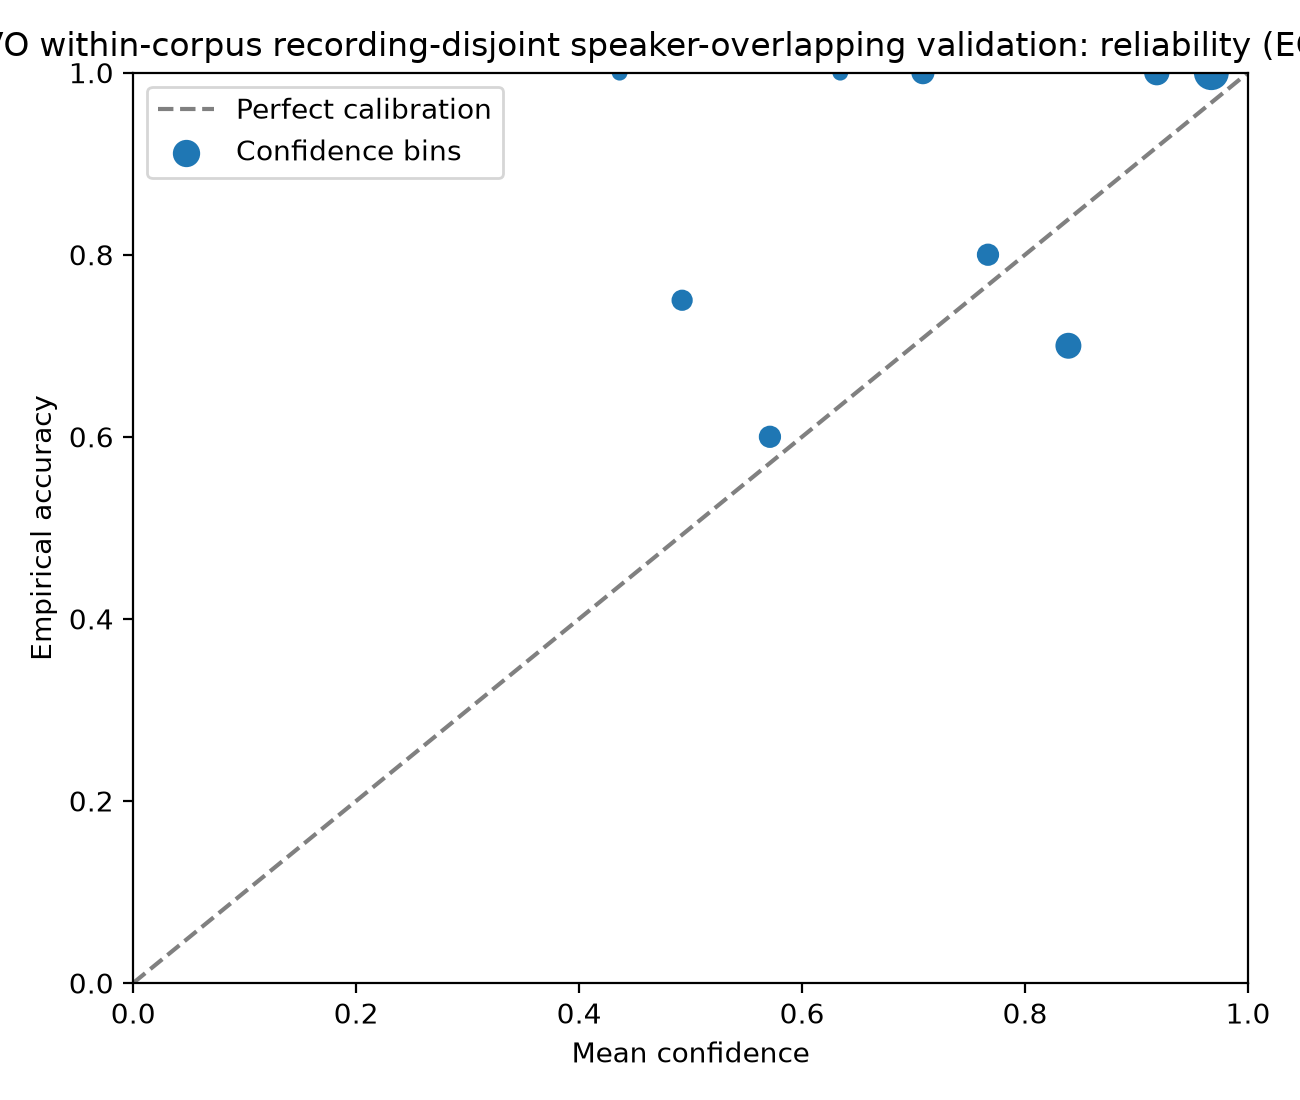 /O within-corpus recording-disjoint speaker-overlapping validation: reliability (E
Perfect calibration
Confidence bins
1.0
0.8
0.6
0.4
0.2
0.0
Empirical accuracy
0.0 0.2 0.4 0.6 0.8 1.0
Mean confidence